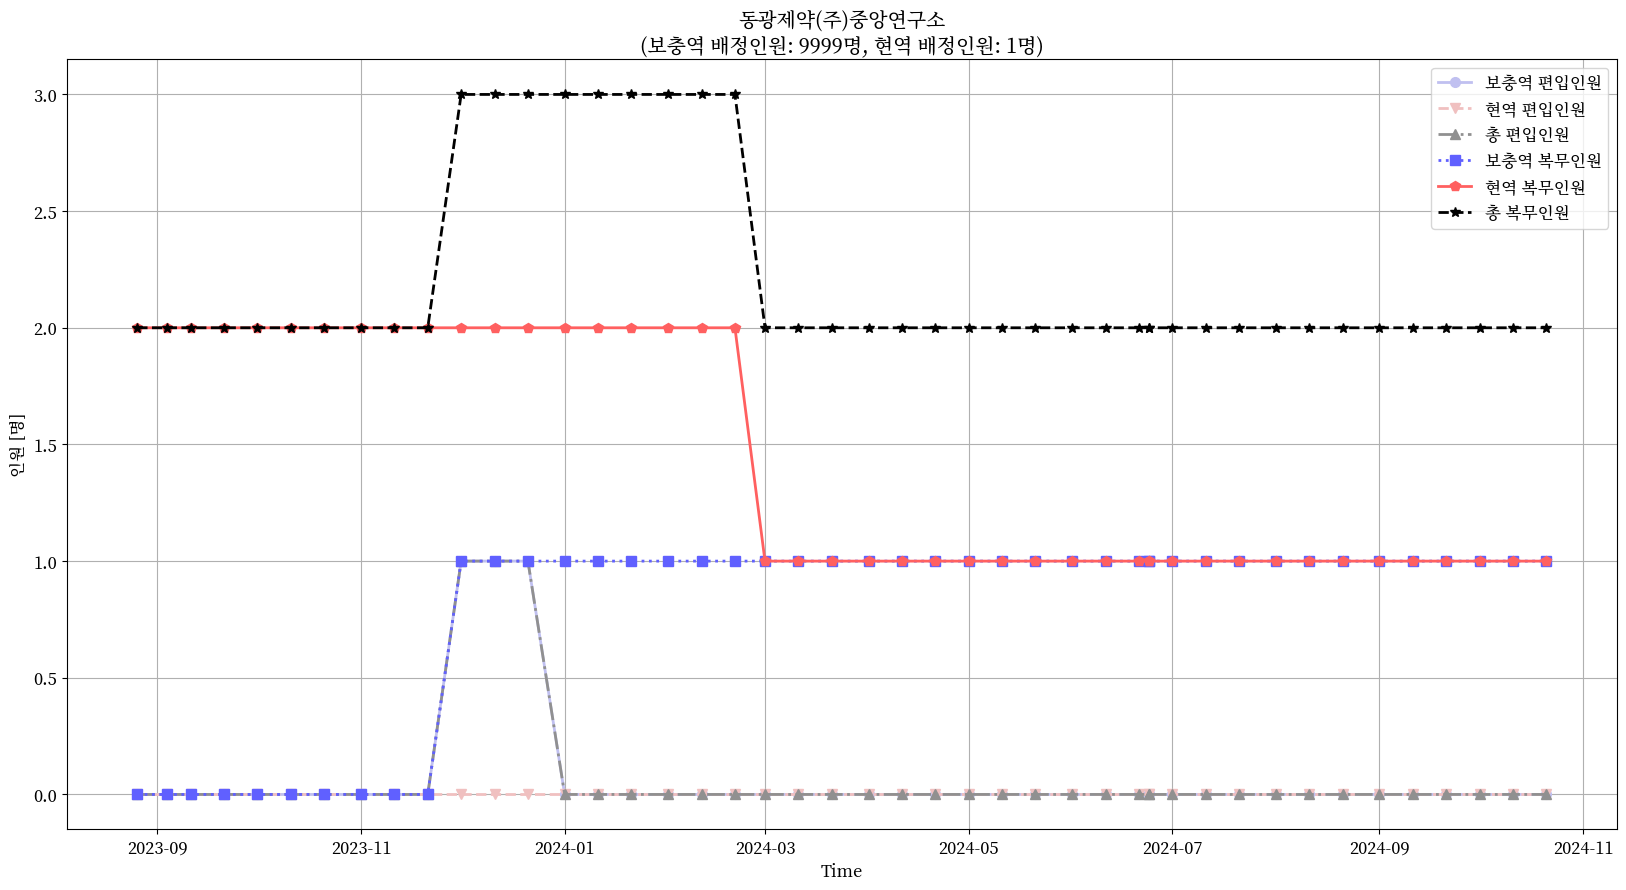 동광제약(주)중앙연구소
(보충역 배정인원: 9999명, 현역 배정인원: 1명)
보충역 편입인원
현역 편입인원
총 편입인원
보충역 복무인원
현역 복무인원
총 복무인원
인원 [명]
3.0
2.5
2.0
1.5
1.0
0.5
0.0
2023-09
2023-11
2024-01
2024-03
2024-05
2024-07
2024-09
2024-11
Time